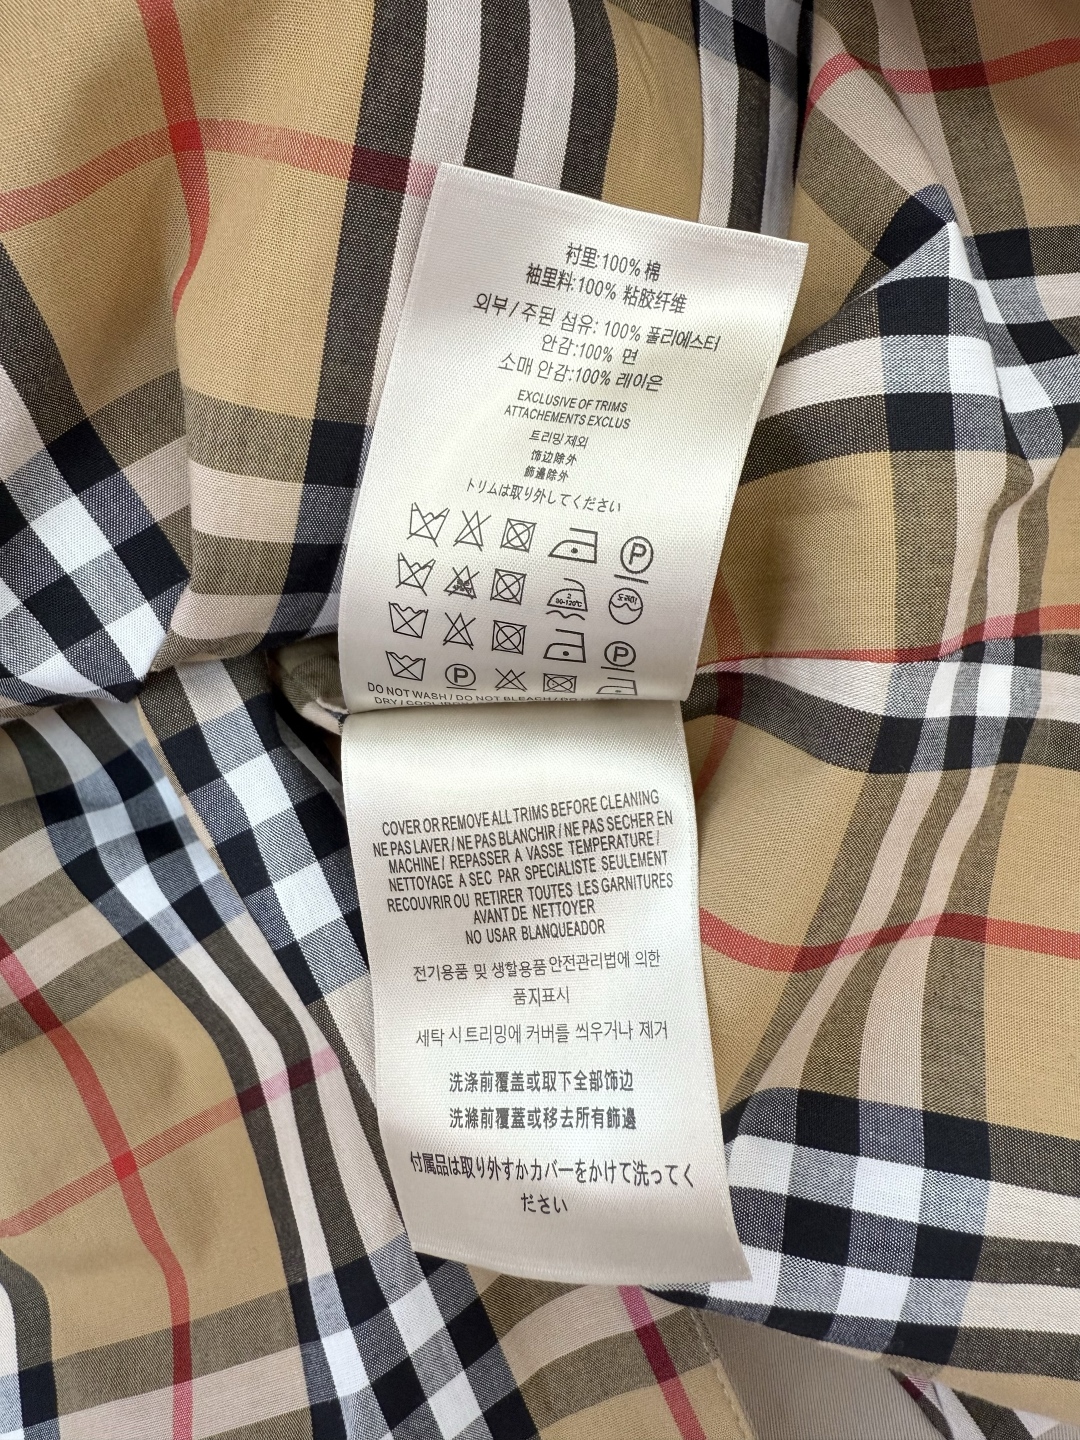 衬里:100% 棉
袖里料:100% 粘胶纤维
외부 / 주된 섬유: 100% 폴리에스터
안감:100% 면
소매 안감:100% 레이온
EXCLUSIVE OF TRIMS
ATTACHEMENTS EXCLUS
트리밍 제외
饰边除外
飾邊除外
トリムは取り外してください
P
P
P
DO NOT WASH / DO NOT BLEACH /
DRY / COOL
COVER OR REMOVE ALL TRIMS BEFORE CLEANING
NE PAS LAVER / NE PAS BLANCHIR / NE PAS SECHER EN
MACHINE / REPASSER A VASSE TEMPERATURE /
NETTOYAGE A SEC PAR SPECIALISTE SEULEMENT
RECOUVRIR OU RETIRER TOUTES LES GARNITURES
AVANT DE NETTOYER
NO USAR BLANQUEADOR
전기용품 및 생활용품 안전관리법에 의한
품지표시
세탁 시 트리밍에 커버를 씌우거나 제거
洗涤前覆盖或取下全部饰边
洗滌前覆蓋或移去所有飾邊
付属品は取り外すかカバーをかけて洗ってく
ださい